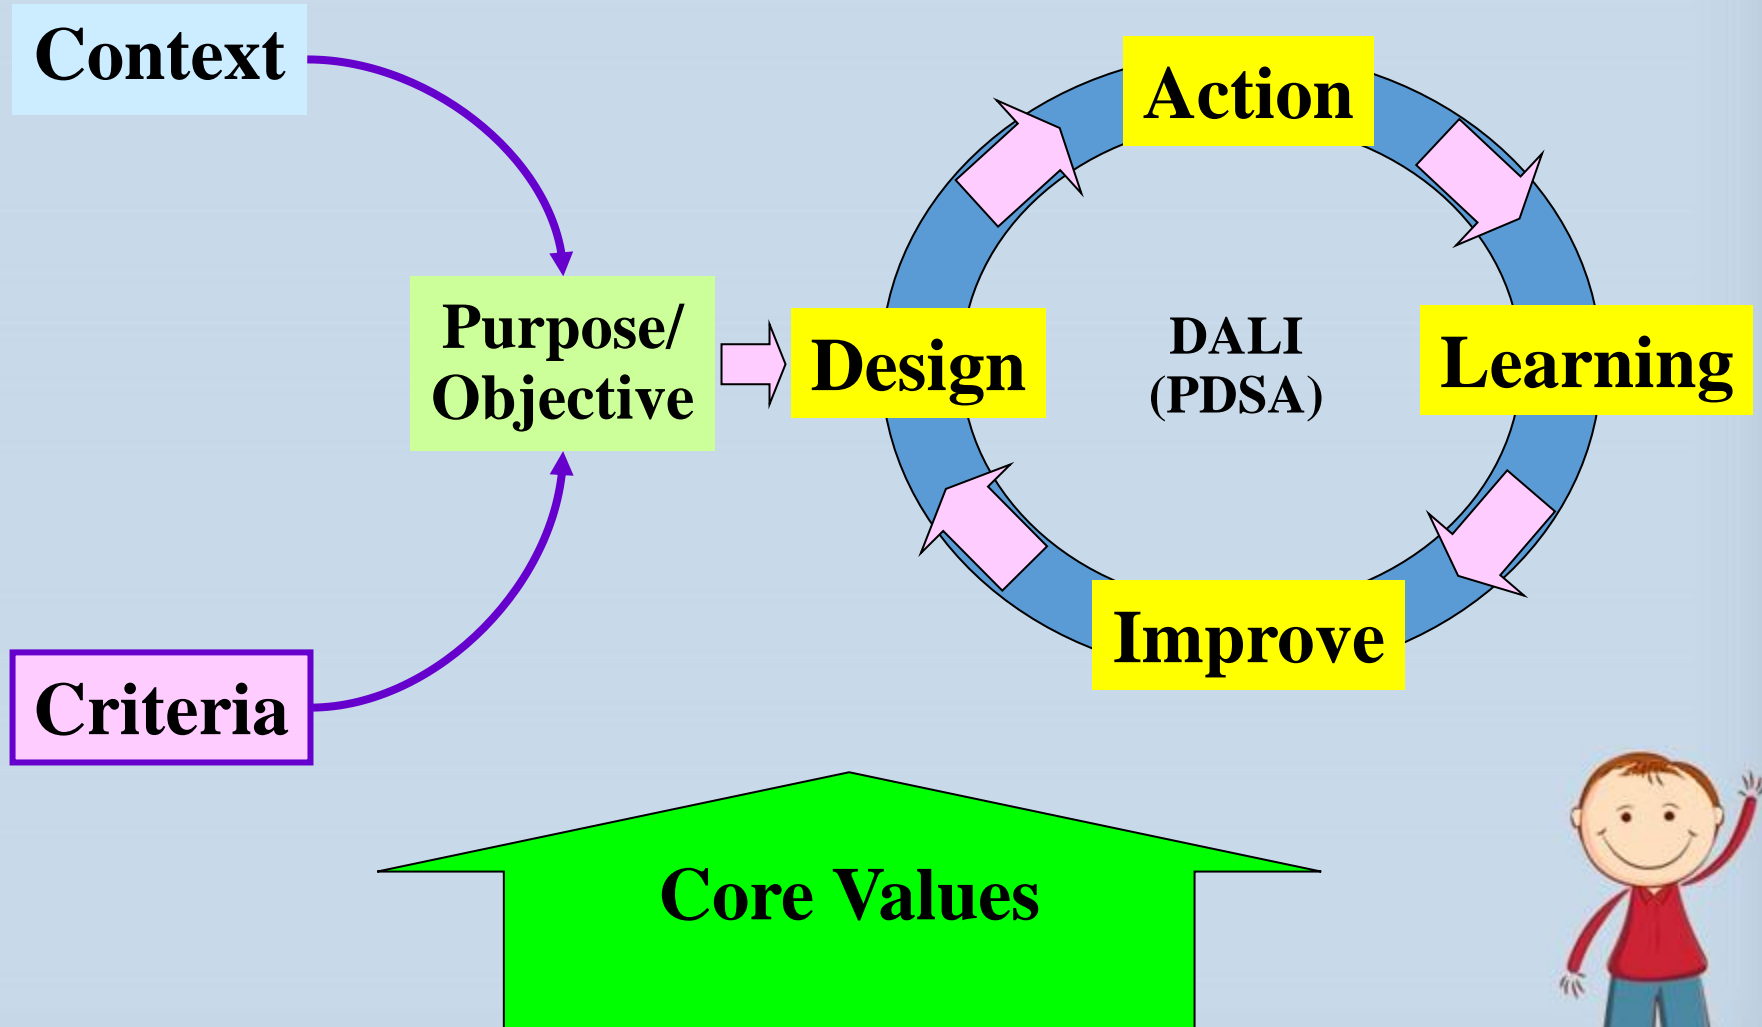 Context
Action
Purpose/
Objective
Design
DALI
(PDSA)
Learning
Improve
Criteria
Core Values